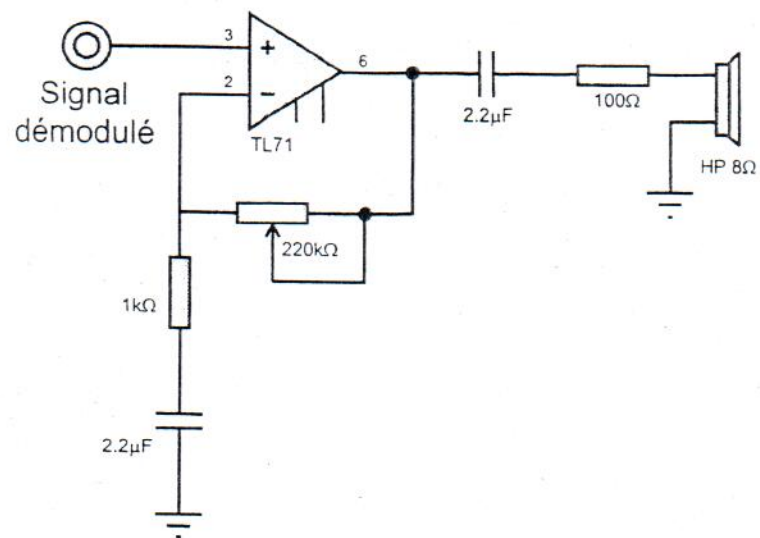 3
+
6
2
−
Signal
démodulé
TL71
2.2µF
100Ω
HP 8Ω
220kΩ
1kΩ
2.2µF